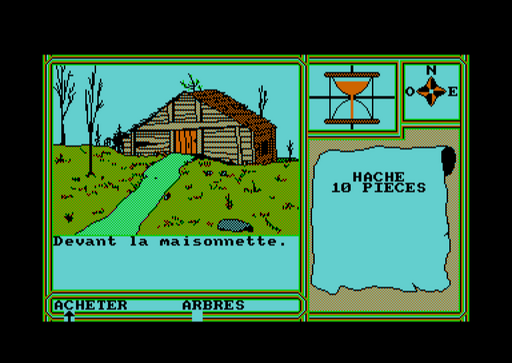 N
O E
HACHE
10 PIECES
Devant la maisonnette.
ACHETER ARBRES